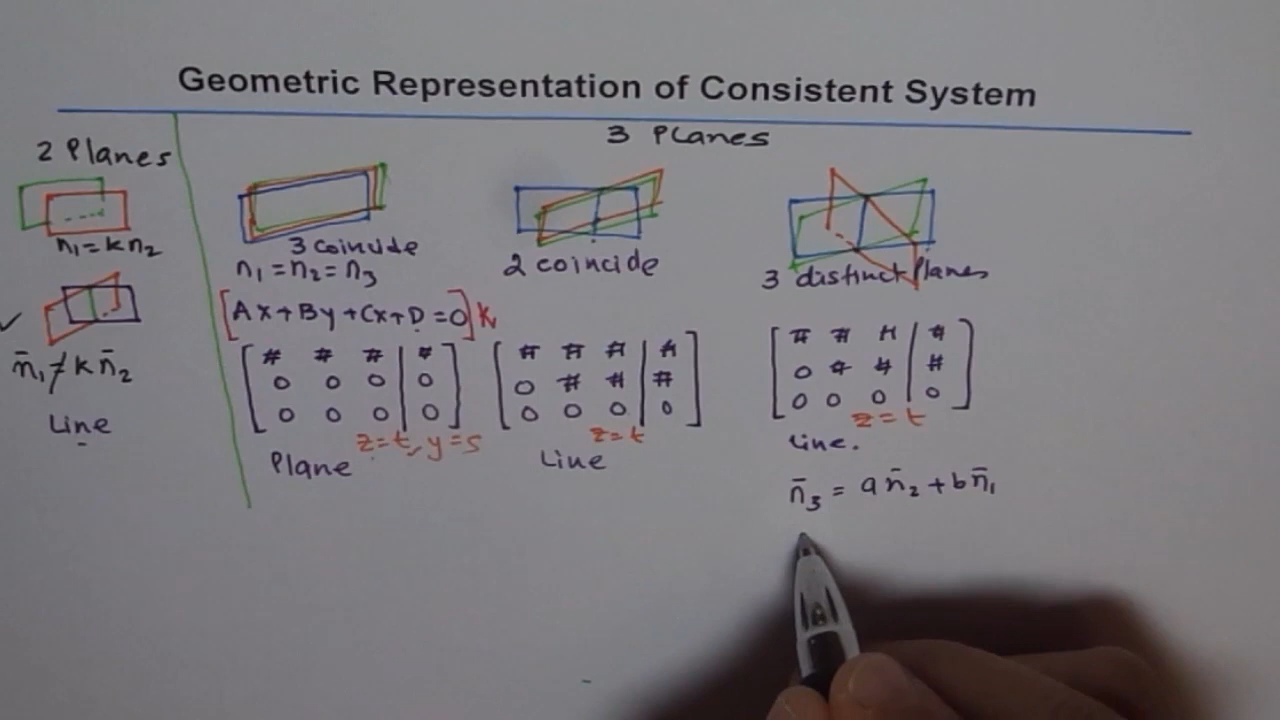 Geometric Representation of Consistent System
2 Planes
n₁ = kn₂
n̄₁ ≠ kn̄₂
Line
3 Planes
3 coincide
n₁ = n₂ = n₃
[Ax + By + Cx + D = 0] k
# # # | #
0 0 0 | 0
0 0 0 | 0
z = t, y = s
Plane
2 coincide
# # # | #
0 # # | #
0 0 0 | 0
z = t
Line
3 distinct Planes
# # # | #
0 # # | #
0 0 0 | 0
z = t
Line.
n̄₃ = an̄₂ + bn̄₁